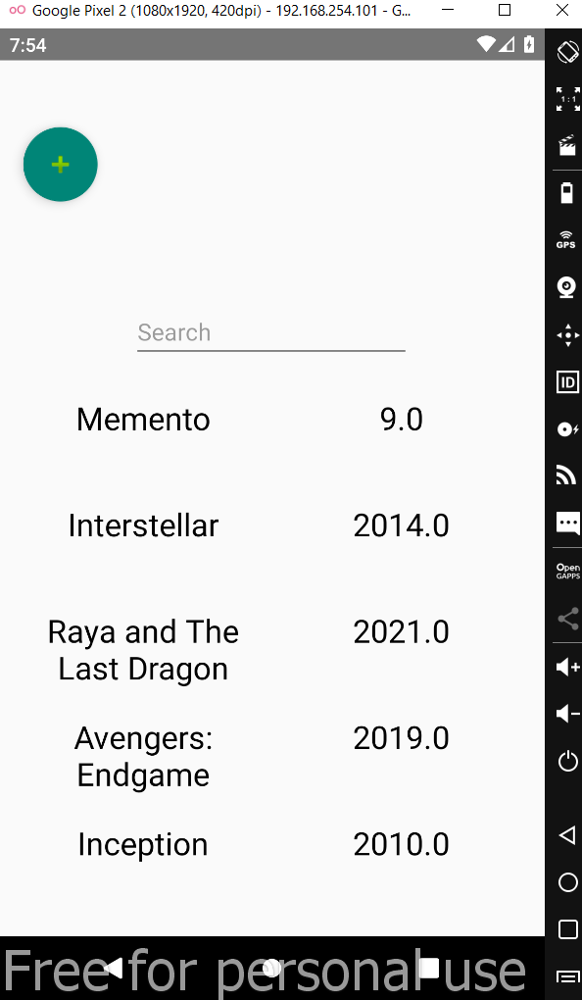 Google Pixel 2 (1080x1920, 420dpi) - 192.168.254.101 - G...
7:54
1:1
+
GPS
Search
ID
Memento 9.0
Interstellar 2014.0
Open
GAPPS
Raya and The 2021.0
Last Dragon
Avengers: 2019.0
Endgame
Inception 2010.0
Free for personal use